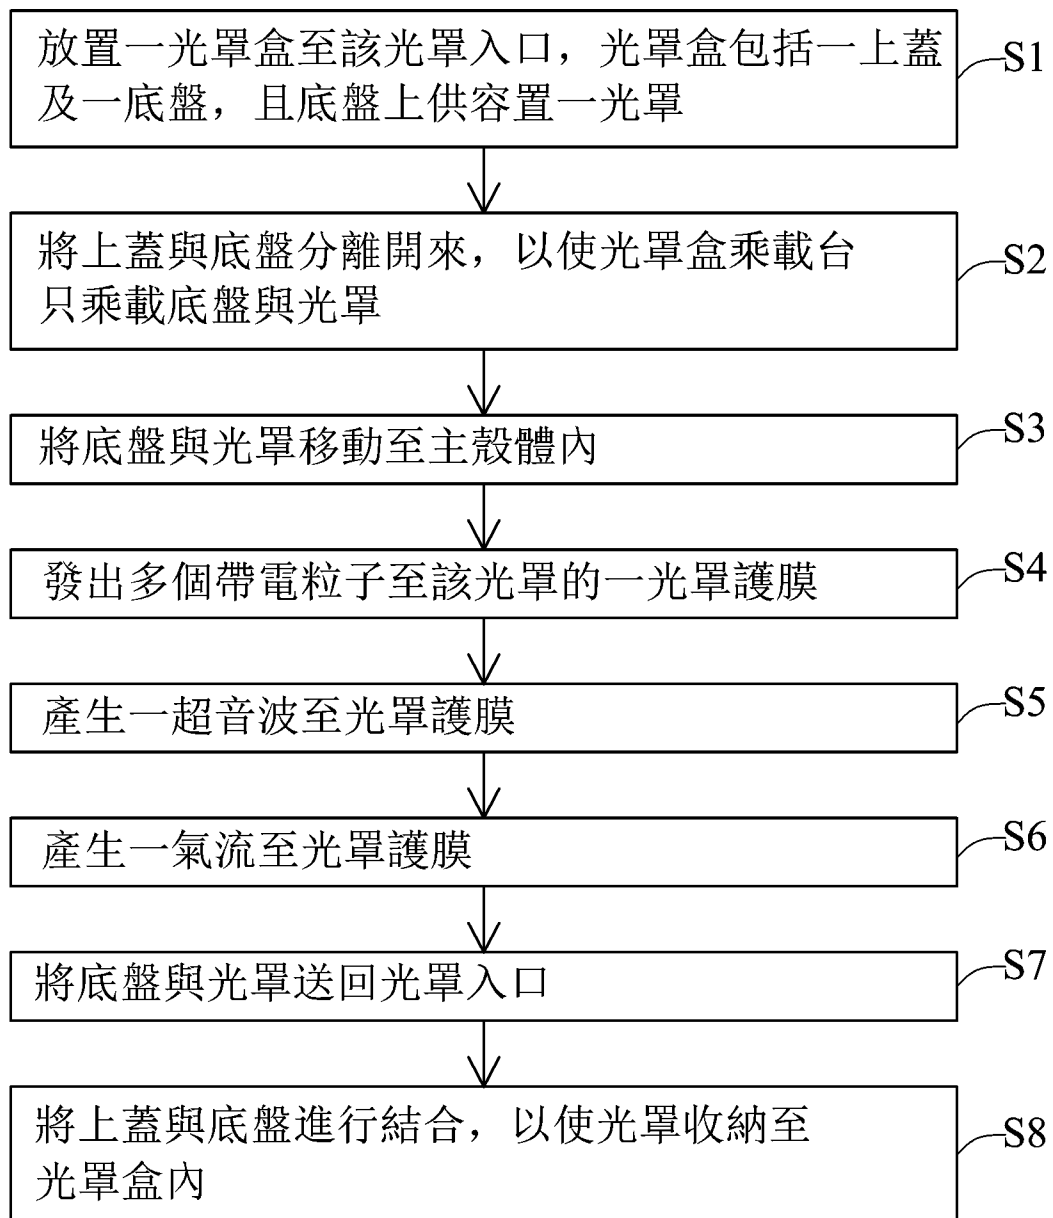 放置一光罩盒至該光罩入口，光罩盒包括一上蓋
及一底盤，且底盤上供容置一光罩
S1
將上蓋與底盤分離開來，以使光罩盒乘載台
只乘載底盤與光罩
S2
將底盤與光罩移動至主殼體內
S3
發出多個帶電粒子至該光罩的一光罩護膜
S4
產生一超音波至光罩護膜
S5
產生一氣流至光罩護膜
S6
將底盤與光罩送回光罩入口
S7
將上蓋與底盤進行結合，以使光罩收納至
光罩盒內
S8